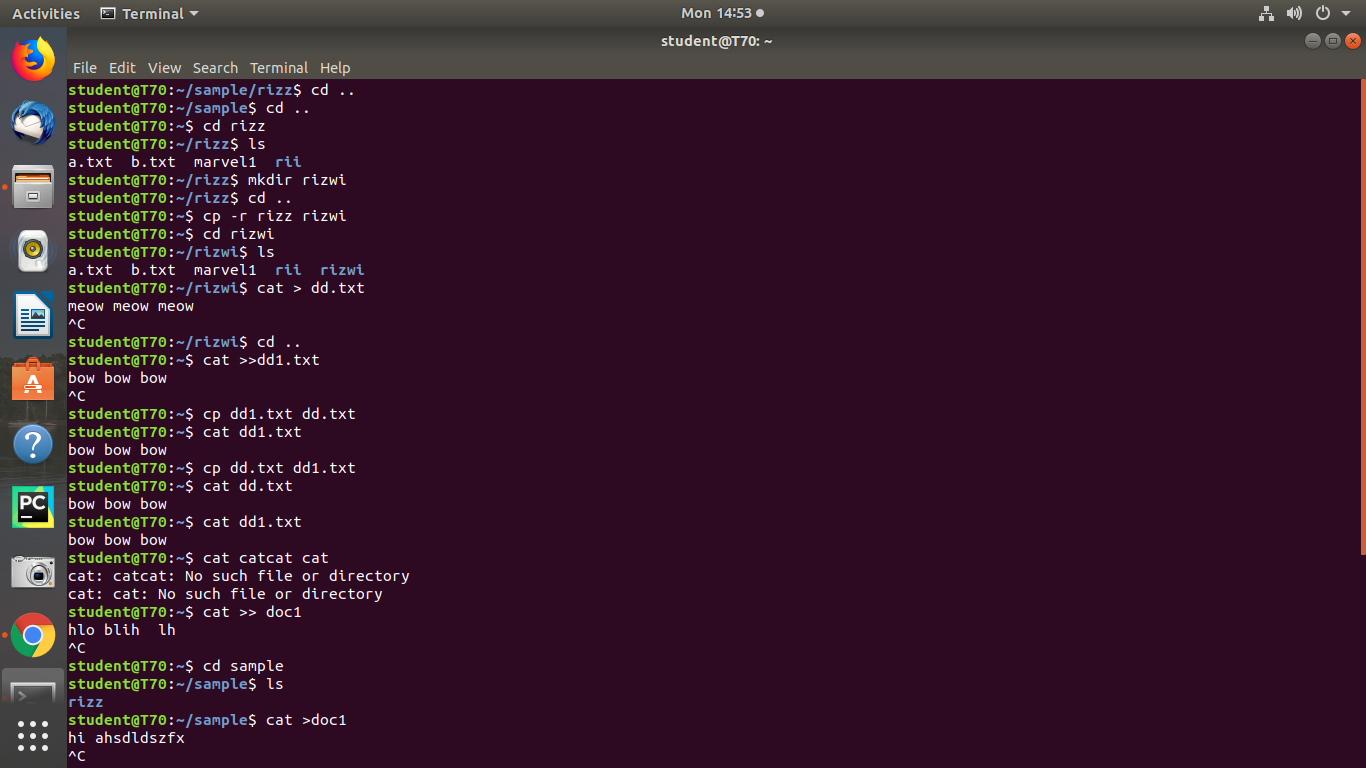 Activities Terminal Mon 14:53
student@T70: ~
File Edit View Search Terminal Help
student@T70:~/sample/rizz$ cd ..
student@T70:~/sample$ cd ..
student@T70:~$ cd rizz
student@T70:~/rizz$ ls
a.txt  b.txt  marvel1  rii
student@T70:~/rizz$ mkdir rizwi
student@T70:~/rizz$ cd ..
student@T70:~$ cp -r rizz rizwi
student@T70:~$ cd rizwi
student@T70:~/rizwi$ ls
a.txt  b.txt  marvel1  rii  rizwi
student@T70:~/rizwi$ cat > dd.txt
meow meow meow
^C
student@T70:~/rizwi$ cd ..
student@T70:~$ cat >>dd1.txt
bow bow bow
^C
student@T70:~$ cp dd1.txt dd.txt
student@T70:~$ cat dd1.txt
bow bow bow
student@T70:~$ cp dd.txt dd1.txt
student@T70:~$ cat dd.txt
bow bow bow
student@T70:~$ cat dd1.txt
bow bow bow
student@T70:~$ cat catcat cat
cat: catcat: No such file or directory
cat: cat: No such file or directory
student@T70:~$ cat >> doc1
hlo blih  lh
^C
student@T70:~$ cd sample
student@T70:~/sample$ ls
rizz
student@T70:~/sample$ cat >doc1
hi ahsdldszfx
^C
PC